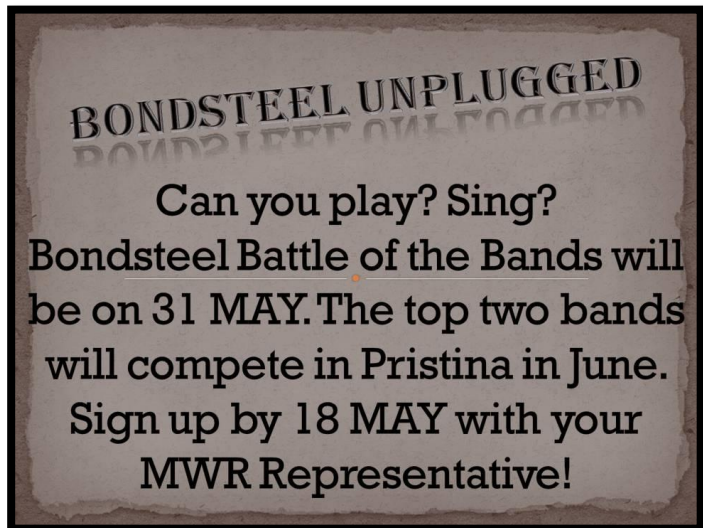 BONDSTEEL UNPLUGGED
Can you play? Sing?
Bondsteel Battle of the Bands will
be on 31 MAY. The top two bands
will compete in Pristina in June.
Sign up by 18 MAY with your
MWR Representative!